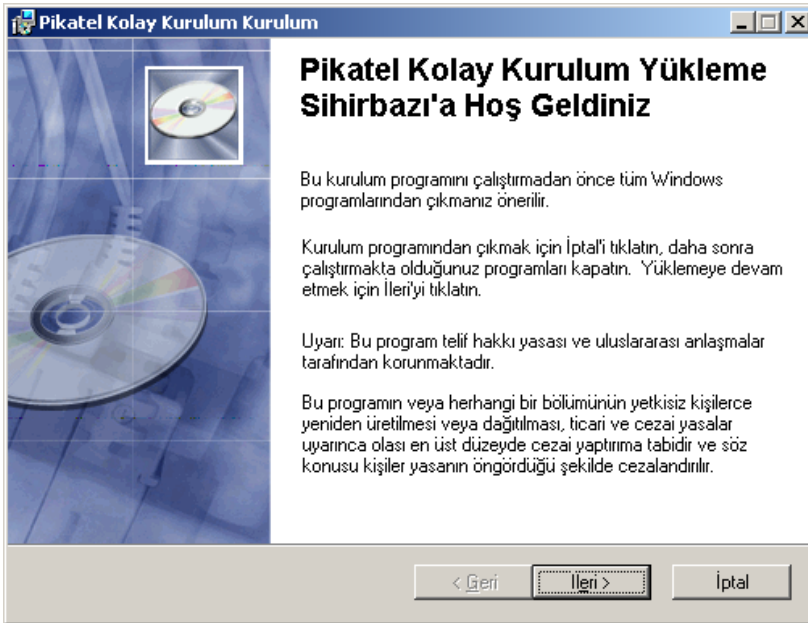 Pikatel Kolay Kurulum Kurulum
Pikatel Kolay Kurulum Yükleme
Sihirbazı'a Hoş Geldiniz
Bu kurulum programını çalıştırmadan önce tüm Windows
programlarından çıkmanız önerilir.
Kurulum programından çıkmak için İptal'i tıklatın, daha sonra
çalıştırmakta olduğunuz programları kapatın.  Yüklemeye devam
etmek için İleri'yi tıklatın.
Uyarı: Bu program telif hakkı yasası ve uluslararası anlaşmalar
tarafından korunmaktadır.
Bu programın veya herhangi bir bölümünün yetkisiz kişilerce
yeniden üretilmesi veya dağıtılması, ticari ve cezai yasalar
uyarınca olası en üst düzeyde cezai yaptırıma tabidir ve söz
konusu kişiler yasanın öngördüğü şekilde cezalandırılır.
< Geri İleri > İptal